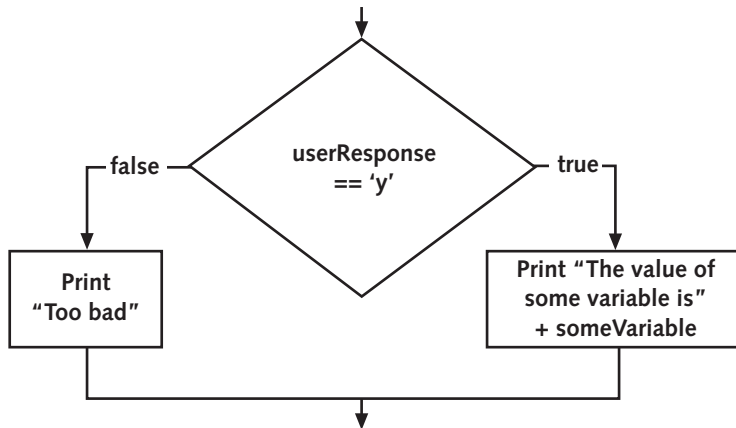 userResponse
== ‘y’
false
true
Print
“Too bad”
Print “The value of
some variable is”
+ someVariable